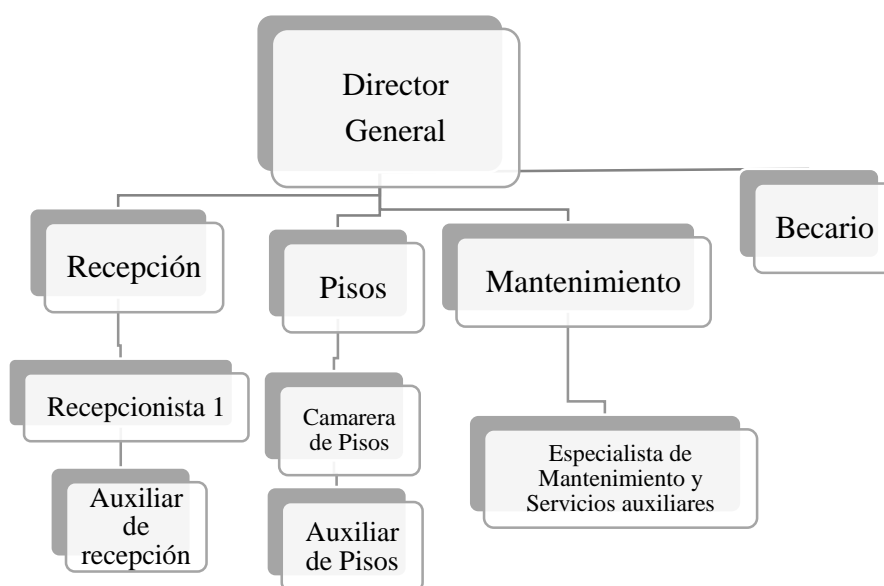 Director
General
Becario
Recepción
Pisos
Mantenimiento
Recepcionista 1
Camarera
de Pisos
Especialista de
Mantenimiento y
Servicios auxiliares
Auxiliar
de
recepción
Auxiliar
de Pisos